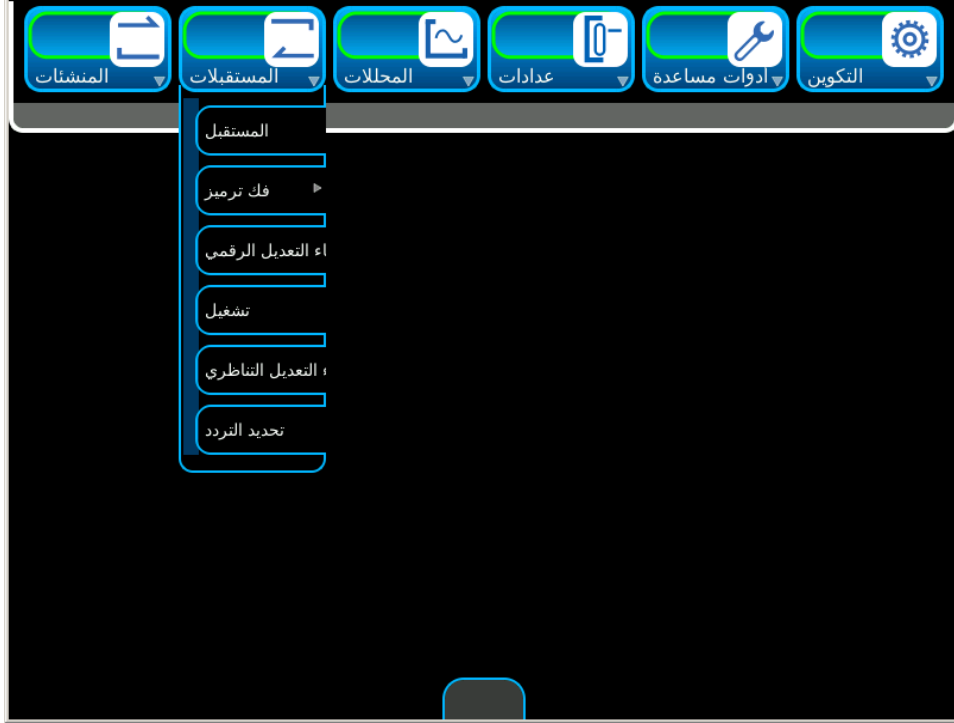 المنشئات
المستقبلات
المحللات
عدادات
أدوات مساعدة
التكوين
المستقبل
فك ترميز
التعديل الرقمي
تشغيل
التعديل التناظري
تحديد التردد